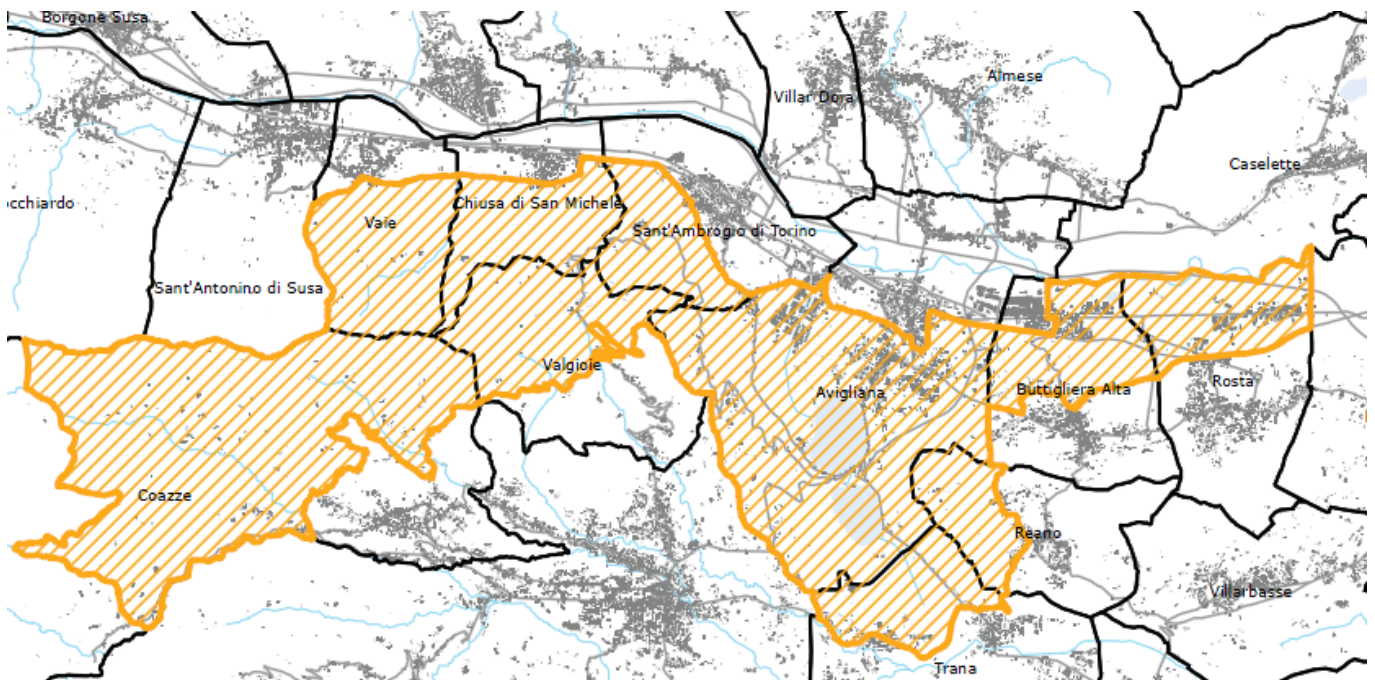 Borgone Susa
Almese
Villar Dora
Caselette
occhiardo
Chiusa di San Michele
Vaie
Sant'Ambrogio di Torino
Sant'Antonino di Susa
Valgioie
Rosta
Buttigliera Alta
Avigliana
Coazze
Reano
Villarbasse
Trana